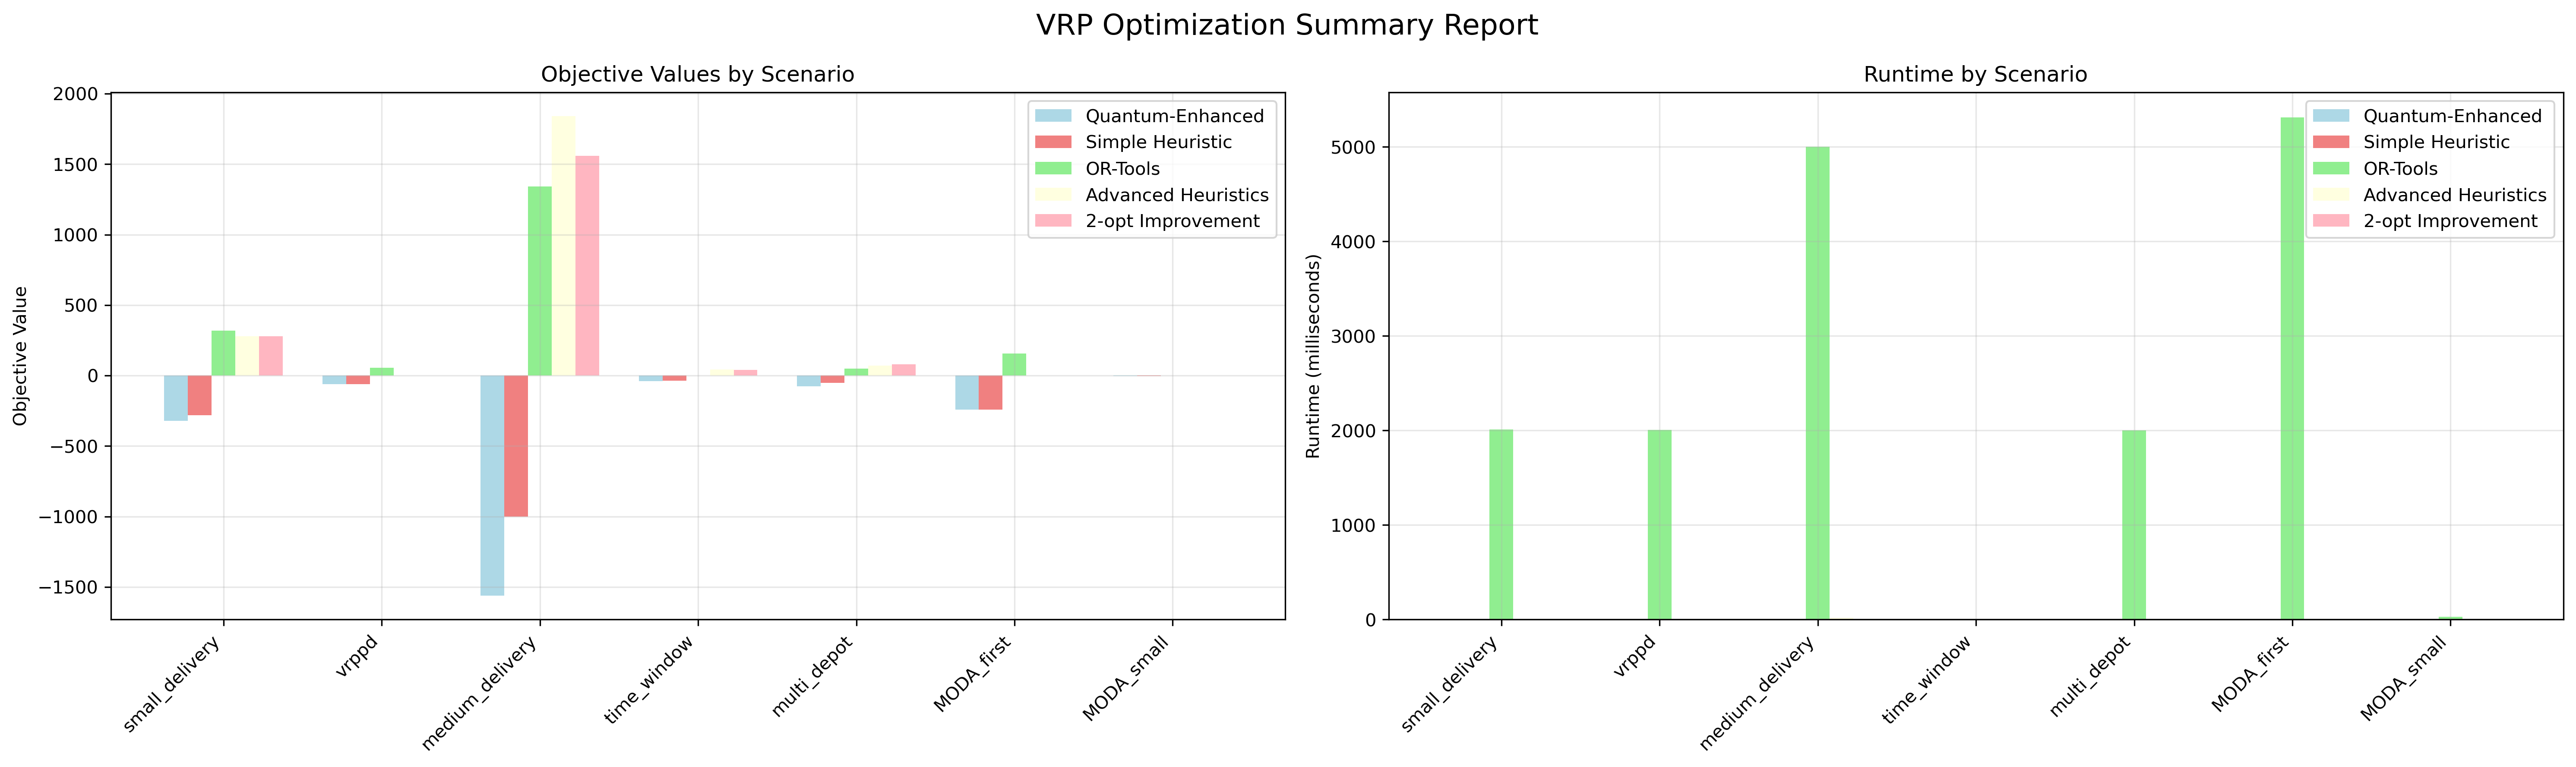 VRP Optimization Summary Report
Objective Values by Scenario
Objective Value
2000
1500
1000
500
0
−500
−1000
−1500
Quantum-Enhanced
Simple Heuristic
OR-Tools
Advanced Heuristics
2-opt Improvement
small_delivery
vrppd
medium_delivery
time_window
multi_depot
MODA_first
MODA_small
Runtime by Scenario
Runtime (milliseconds)
5000
4000
3000
2000
1000
0
Quantum-Enhanced
Simple Heuristic
OR-Tools
Advanced Heuristics
2-opt Improvement
small_delivery
vrppd
medium_delivery
time_window
multi_depot
MODA_first
MODA_small